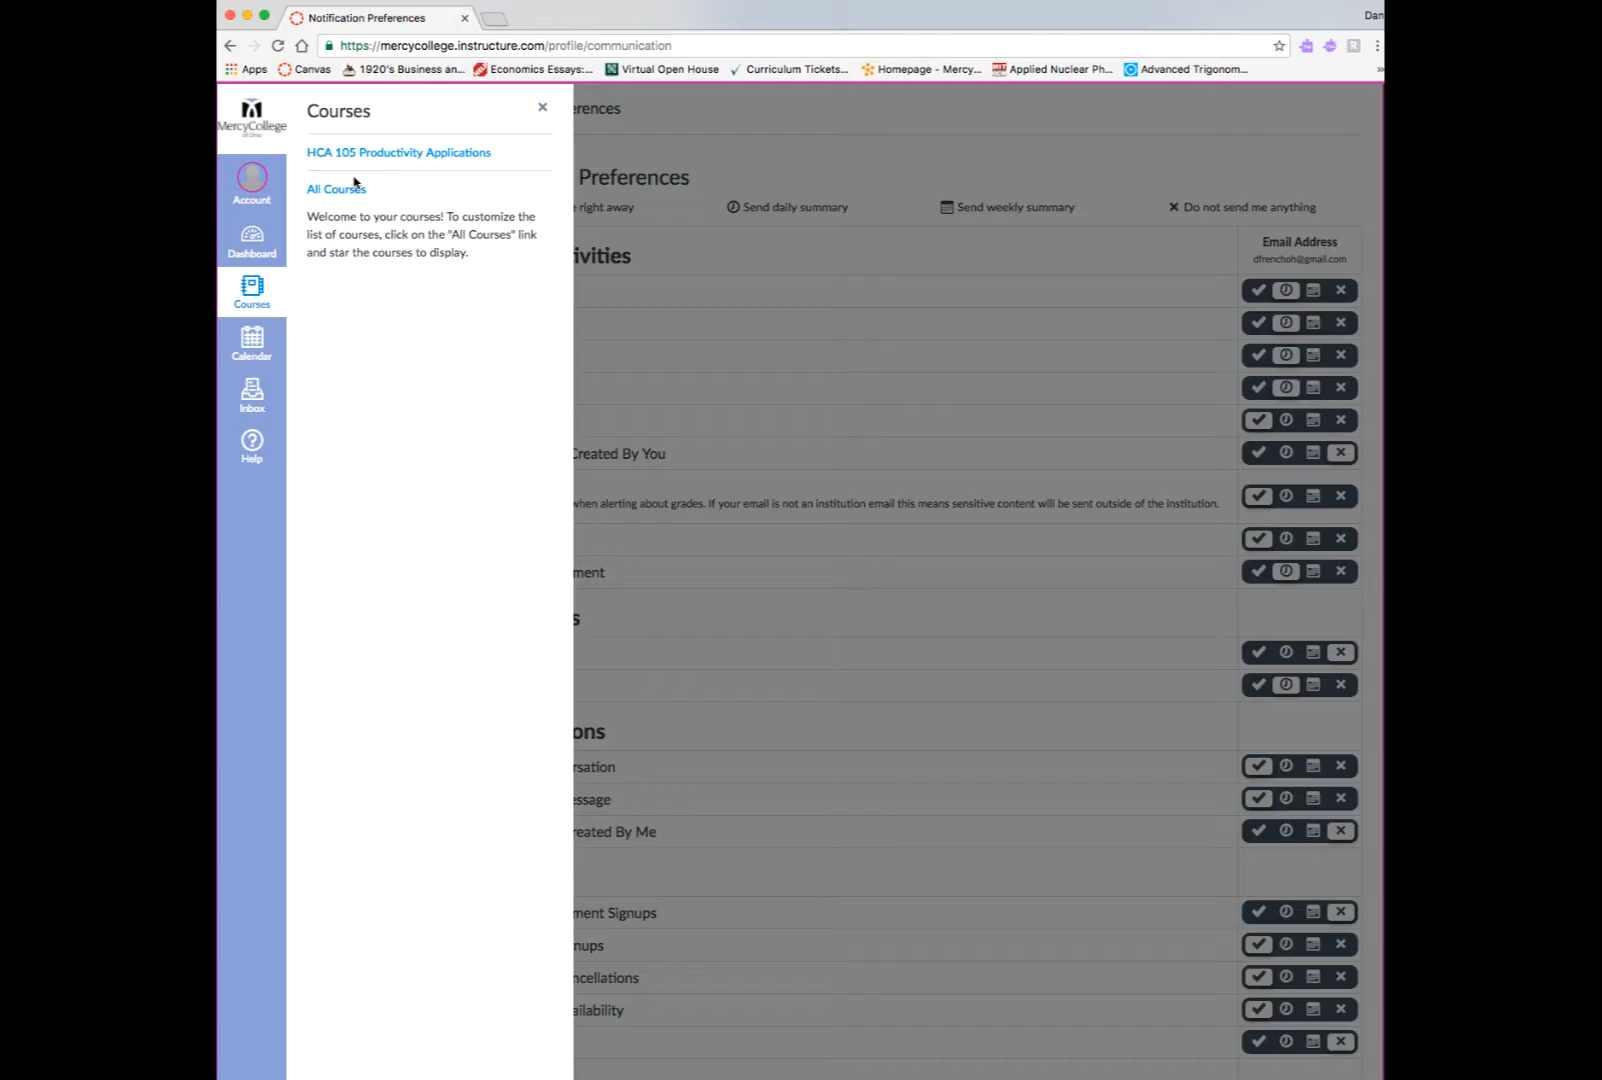 Notification Preferences
Dan
https://mercycollege.instructure.com/profile/communication
Apps
Canvas
1920's Business an...
Economics Essays:...
Virtual Open House
Curriculum Tickets...
Homepage - Mercy...
Applied Nuclear Ph...
Advanced Trigonom...
MercyCollege
of Ohio
Account
Dashboard
Courses
Calendar
Inbox
Help
Courses
HCA 105 Productivity Applications
All Courses
Welcome to your courses! To customize the
list of courses, click on the "All Courses" link
and star the courses to display.
erences
Preferences
e right away
Send daily summary
Send weekly summary
Do not send me anything
ivities
Email Address
dfrenchoh@gmail.com
Created By You
when alerting about grades. If your email is not an institution email this means sensitive content will be sent outside of the institution.
ment
s
ons
rsation
essage
reated By Me
ment Signups
nups
ncellations
ailability